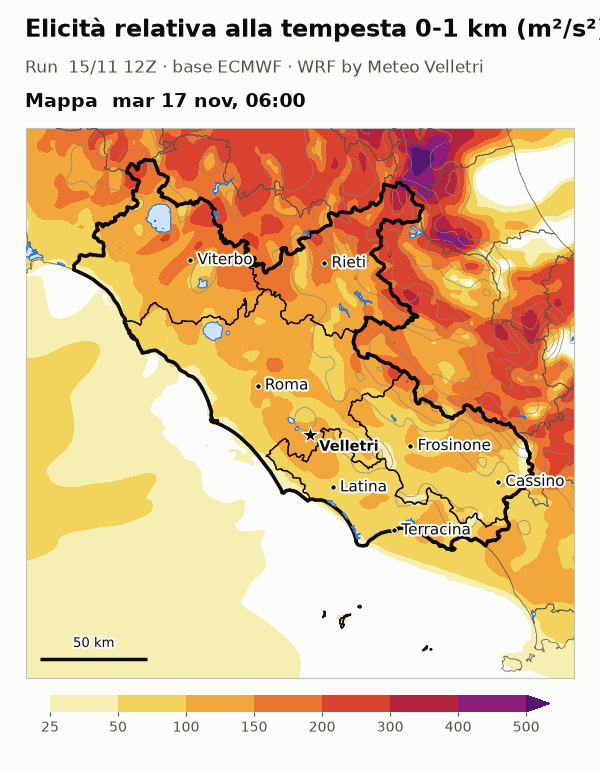 Elicità relativa alla tempesta 0-1 km (m²/s²)
Run 15/11 12Z · base ECMWF · WRF by Meteo Velletri
Mappa mar 17 nov, 06:00
Viterbo
Rieti
Roma
Velletri
Frosinone
Cassino
Latina
Terracina
50 km
25 50 100 150 200 300 400 500